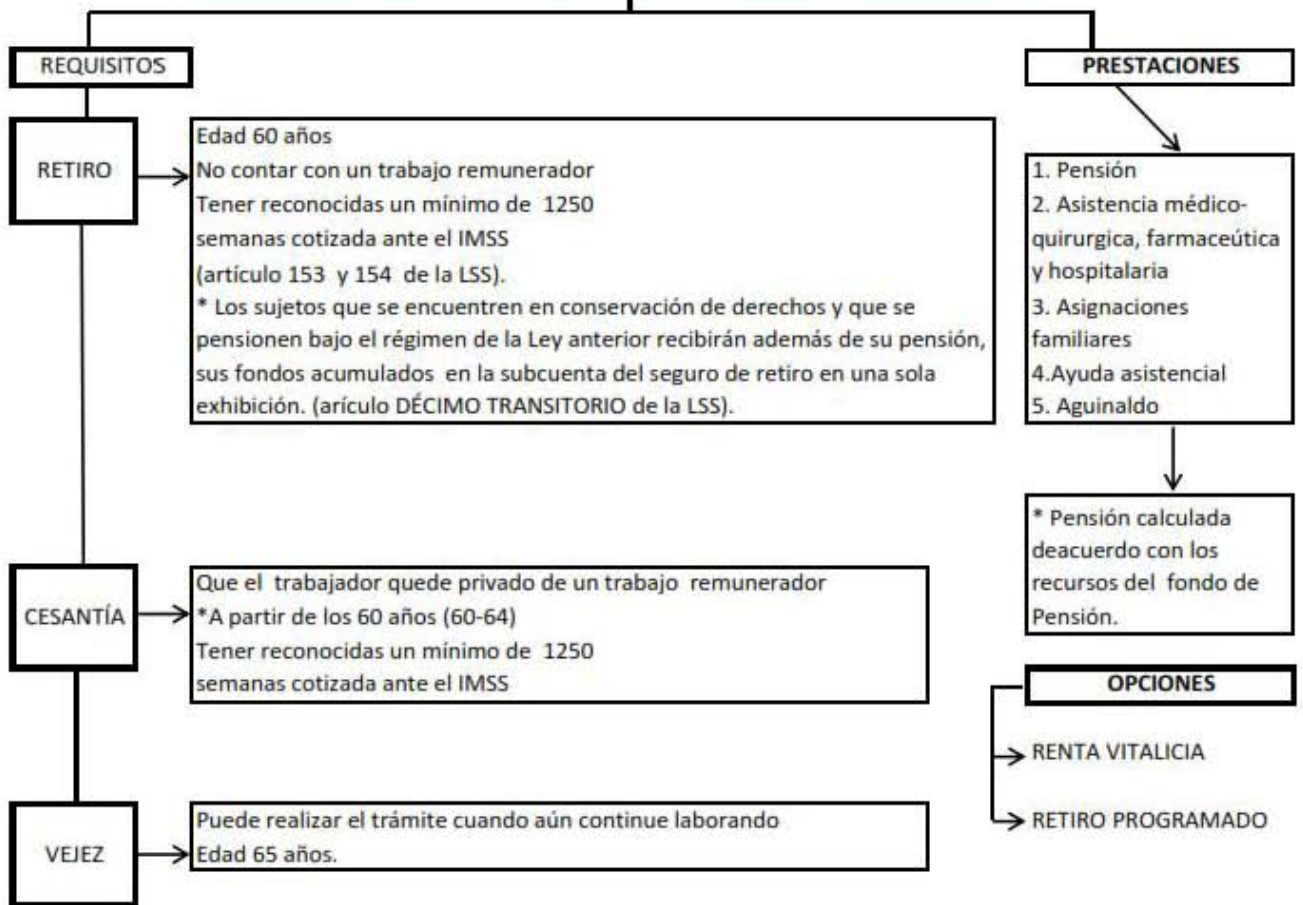 REQUISITOS
RETIRO
Edad 60 años
No contar con un trabajo remunerador
Tener reconocidas un mínimo de 1250
semanas cotizada ante el IMSS
(artículo 153 y 154 de la LSS).
* Los sujetos que se encuentren en conservación de derechos y que se
pensionen bajo el régimen de la Ley anterior recibirán además de su pensión,
sus fondos acumulados en la subcuenta del seguro de retiro en una sola
exhibición. (arículo DÉCIMO TRANSITORIO de la LSS).
CESANTÍA
Que el trabajador quede privado de un trabajo remunerador
*A partir de los 60 años (60-64)
Tener reconocidas un mínimo de 1250
semanas cotizada ante el IMSS
VEJEZ
Puede realizar el trámite cuando aún continue laborando
Edad 65 años.
PRESTACIONES
1. Pensión
2. Asistencia médico-
quirurgica, farmaceútica
y hospitalaria
3. Asignaciones
familiares
4.Ayuda asistencial
5. Aguinaldo
* Pensión calculada
deacuerdo con los
recursos del fondo de
Pensión.
OPCIONES
RENTA VITALICIA
RETIRO PROGRAMADO